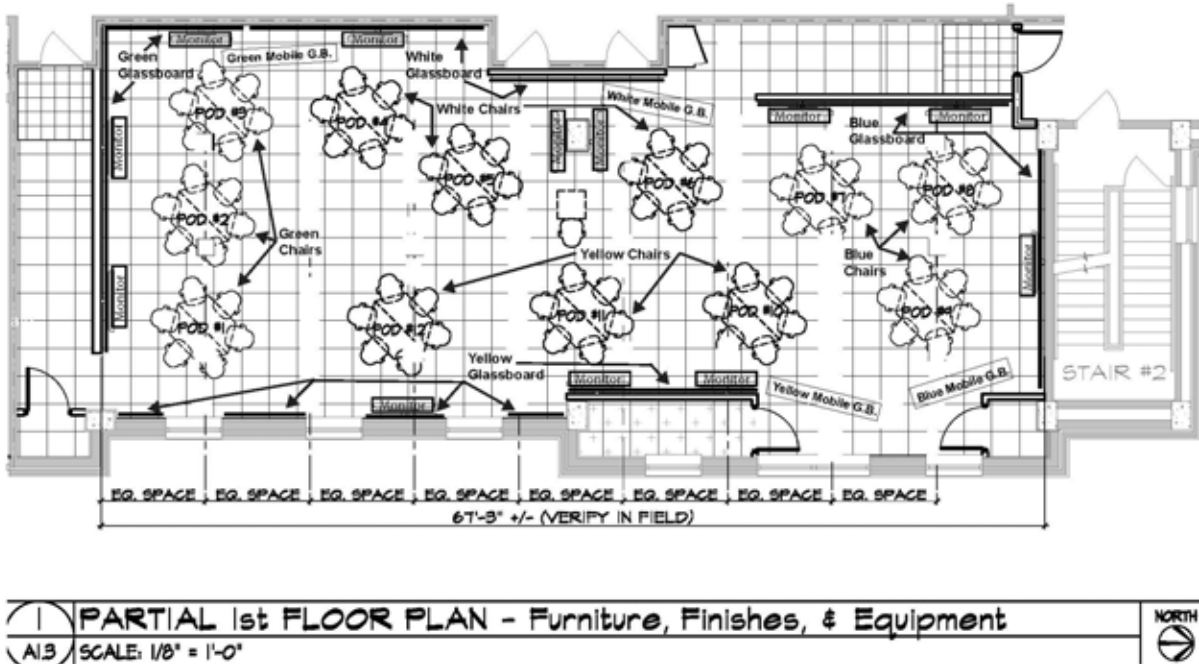 Monitor
Monitor
Green Mobile G.B.
Green
Glassboard
White
Glassboard
White Chairs
White Mobile G.B.
Monitor
Monitor
Blue
Glassboard
POD #3
POD #4
Monitor
Monitor
Monitor
POD #5
POD #6
POD #7
POD #8
POD #2
Green
Chairs
Yellow Chairs
Blue
Chairs
Monitor
Monitor
POD #1
POD #12
POD #11
POD #10
POD #9
Yellow
Glassboard
Monitor
Monitor
Monitor
Yellow Mobile G.B.
Blue Mobile G.B.
STAIR #2
EQ. SPACE EQ. SPACE EQ. SPACE EQ. SPACE EQ. SPACE EQ. SPACE EQ. SPACE EQ. SPACE
67'-3" +/- (VERIFY IN FIELD)
1
A1.3
PARTIAL 1st FLOOR PLAN - Furniture, Finishes, & Equipment
SCALE: 1/8" = 1'-0"
NORTH